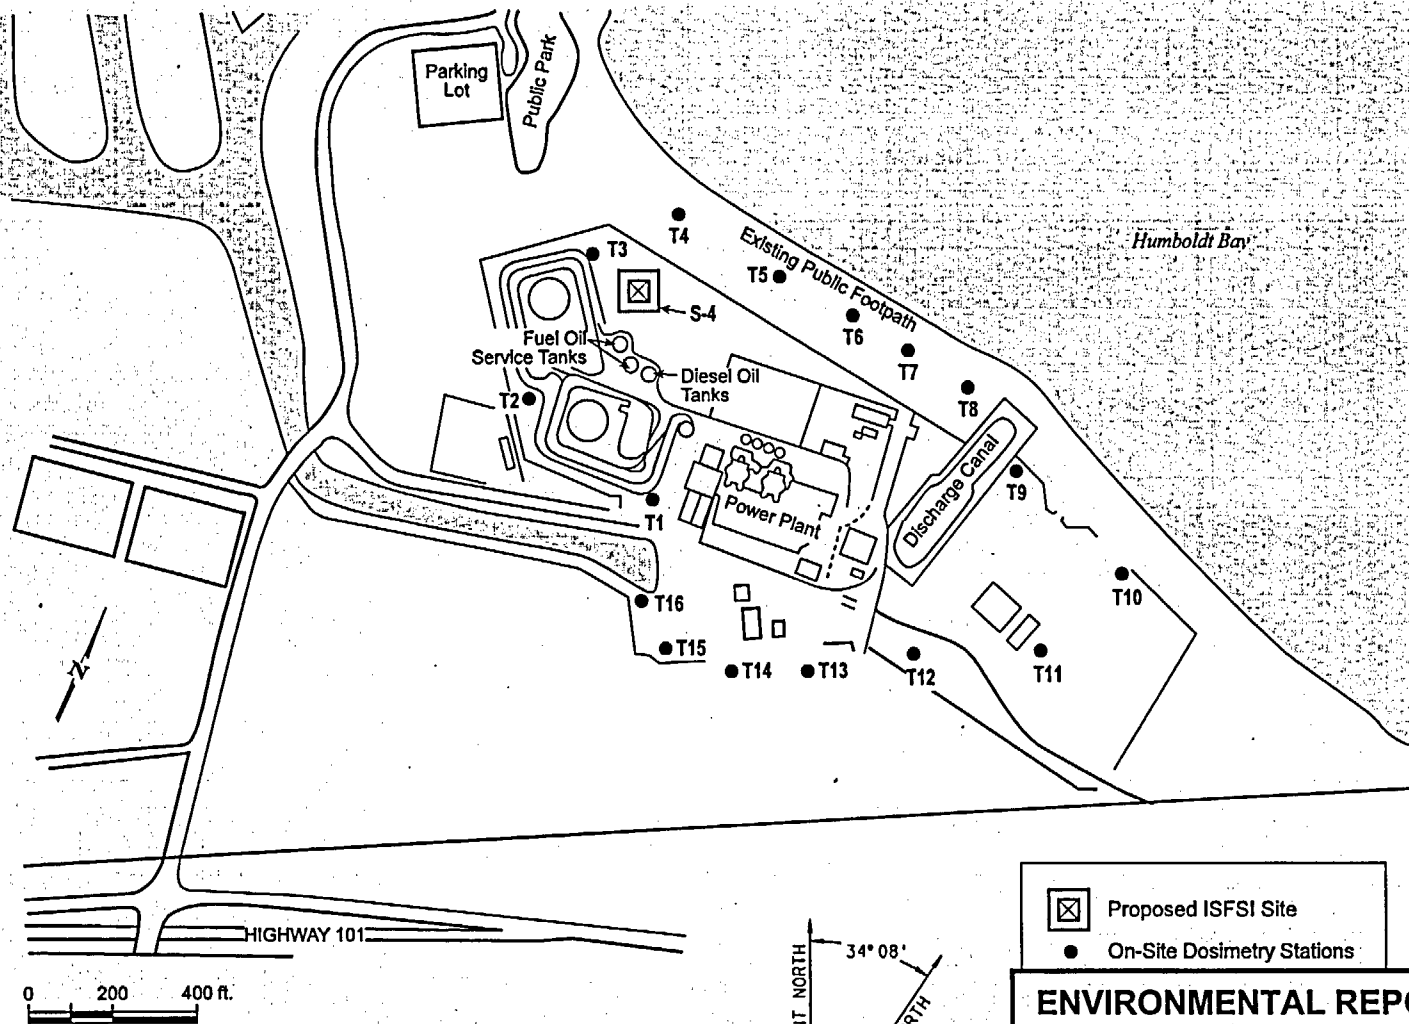 Parking
Lot
Public Park
Humboldt Bay
T4
T3
Existing Public Footpath
T5
S-4
T6
Fuel Oil
Service Tanks
T7
Diesel Oil
Tanks
T2
T8
Discharge Canal
T9
T1
Power Plant
T10
T16
N
T15
T14
T13
T12
T11
Proposed ISFSI Site
HIGHWAY 101
34° 08'
On-Site Dosimetry Stations
0 200 400 ft.
NORTH
ENVIRONMENTAL